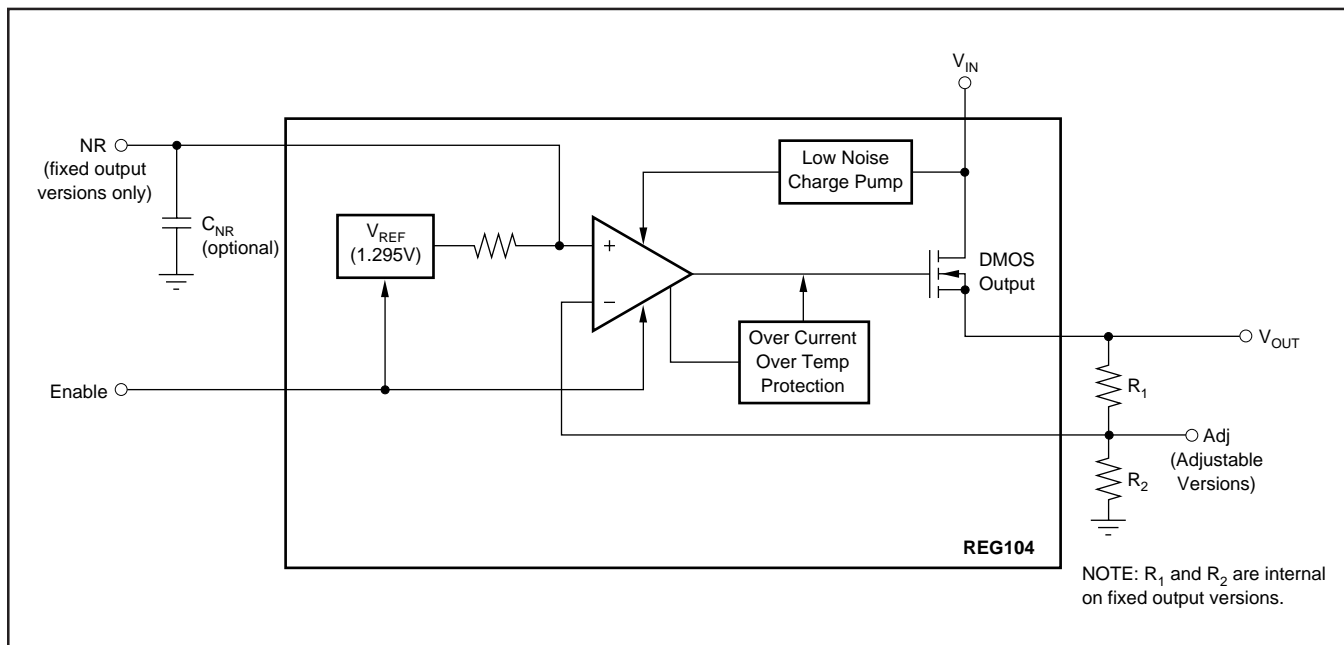 V_IN
NR
(fixed output
versions only)
C_NR
(optional)
V_REF
(1.295V)
+
−
Low Noise
Charge Pump
DMOS
Output
Over Current
Over Temp
Protection
V_OUT
R_1
Enable
Adj
(Adjustable
Versions)
R_2
REG104
NOTE: R_1 and R_2 are internal
on fixed output versions.